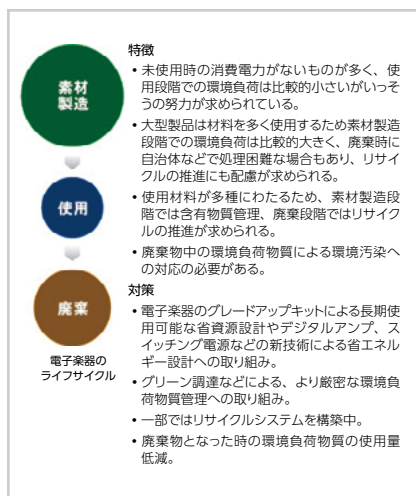 素材
製造
使用
廃棄
電子楽器の
ライフサイクル
特徴
• 未使用時の消費電力がないものが多く、使
用段階での環境負荷は比較的小さいがいっそ
うの努力が求められている。
• 大型製品は材料を多く使用するため素材製造
段階での環境負荷は比較的大きく、廃棄時に
自治体などで処理困難な場合もあり、リサイ
クルの推進にも配慮が求められる。
• 使用材料が多種にわたるため、素材製造段
階では含有物質管理、廃棄段階ではリサイク
ルの推進が求められる。
• 廃棄物中の環境負荷物質による環境汚染へ
の対応の必要がある。
対策
• 電子楽器のグレードアップキットによる長期使
用可能な省資源設計やデジタルアンプ、ス
イッチング電源などの新技術による省エネル
ギー設計への取り組み。
• グリーン調達などによる、より厳密な環境負
荷物質管理への取り組み。
• 一部ではリサイクルシステムを構築中。
• 廃棄物となった時の環境負荷物質の使用量
低減。